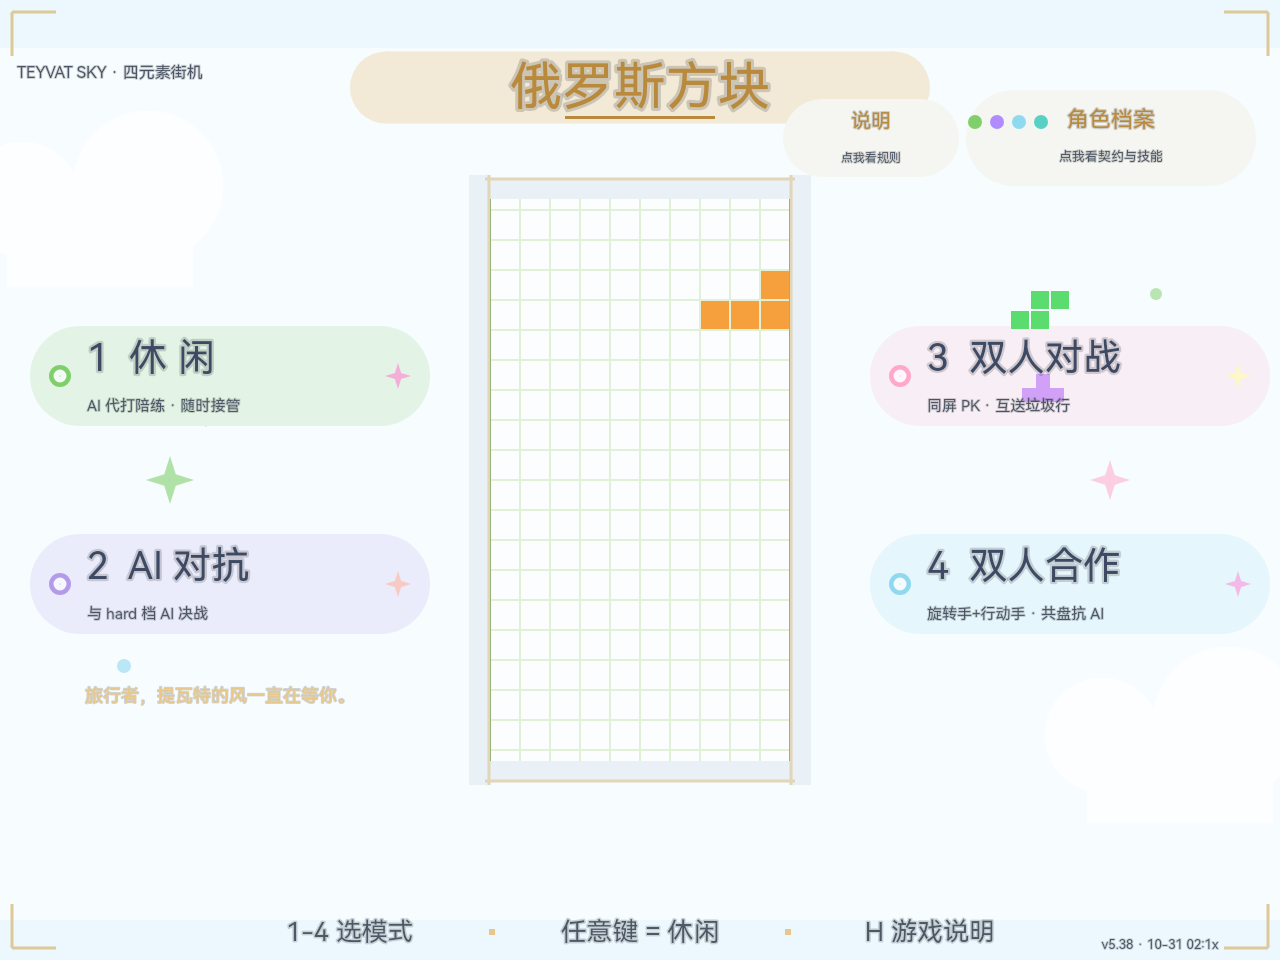 TEYVAT SKY · 四元素街机
俄罗斯方块
说明
点我看规则
角色档案
点我看契约与技能
1 休 闲
AI 代打陪练 · 随时接管
2 AI 对抗
与 hard 档 AI 决战
旅行者，提瓦特的风一直在等你。
3 双人对战
同屏 PK · 互送垃圾行
4 双人合作
旋转手+行动手 · 共盘抗 AI
1-4 选模式
任意键 = 休闲
H 游戏说明
v5.38 · 10-31 02:1x